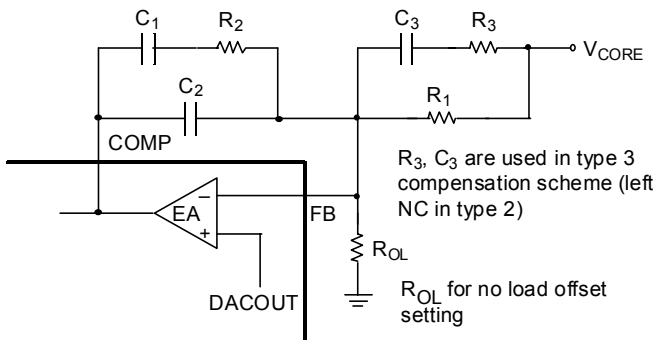 C1
R2
C3
R3
VCORE
C2
R1
COMP
R3, C3 are used in type 3
compensation scheme (left
NC in type 2)
EA
−
+
FB
ROL
DACOUT
ROL for no load offset
setting